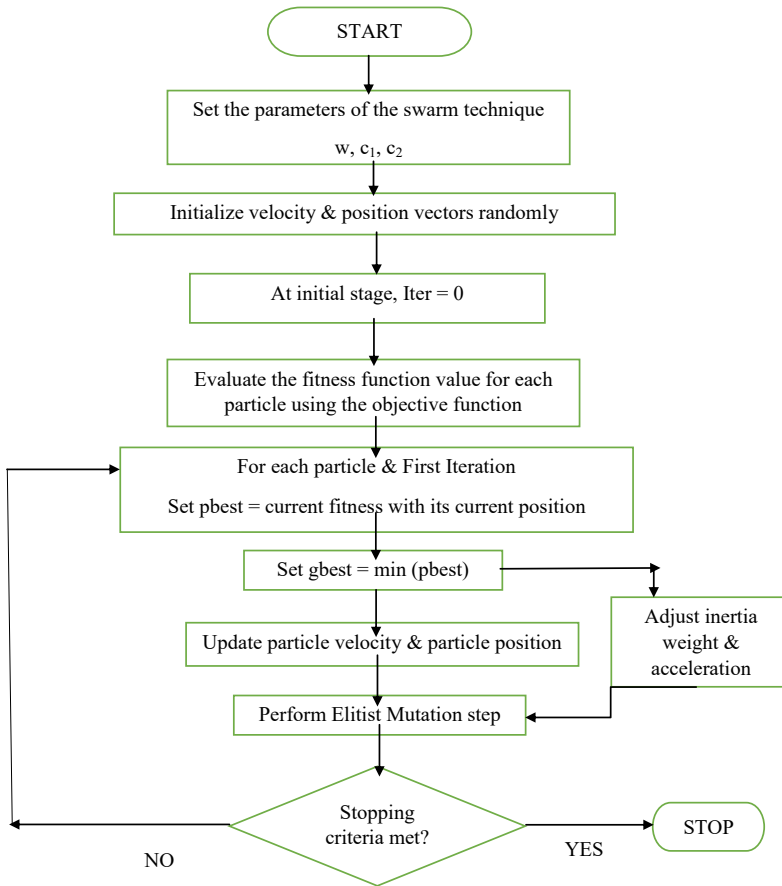 START
Set the parameters of the swarm technique
w, c₁, c₂
Initialize velocity & position vectors randomly
At initial stage, Iter = 0
Evaluate the fitness function value for each
particle using the objective function
For each particle & First Iteration
Set pbest = current fitness with its current position
Set gbest = min (pbest)
Adjust inertia
weight &
acceleration
Update particle velocity & particle position
Perform Elitist Mutation step
Stopping
criteria met?
STOP
NO
YES